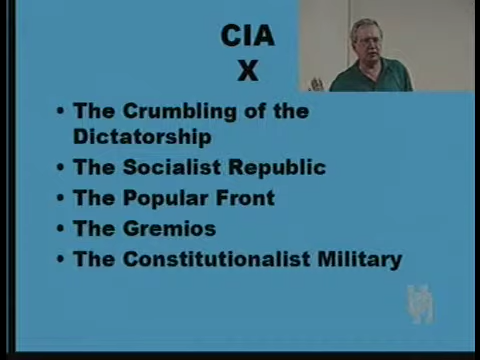 CIA
X
• The Crumbling of the
Dictatorship
• The Socialist Republic
• The Popular Front
• The Gremios
• The Constitutionalist Military